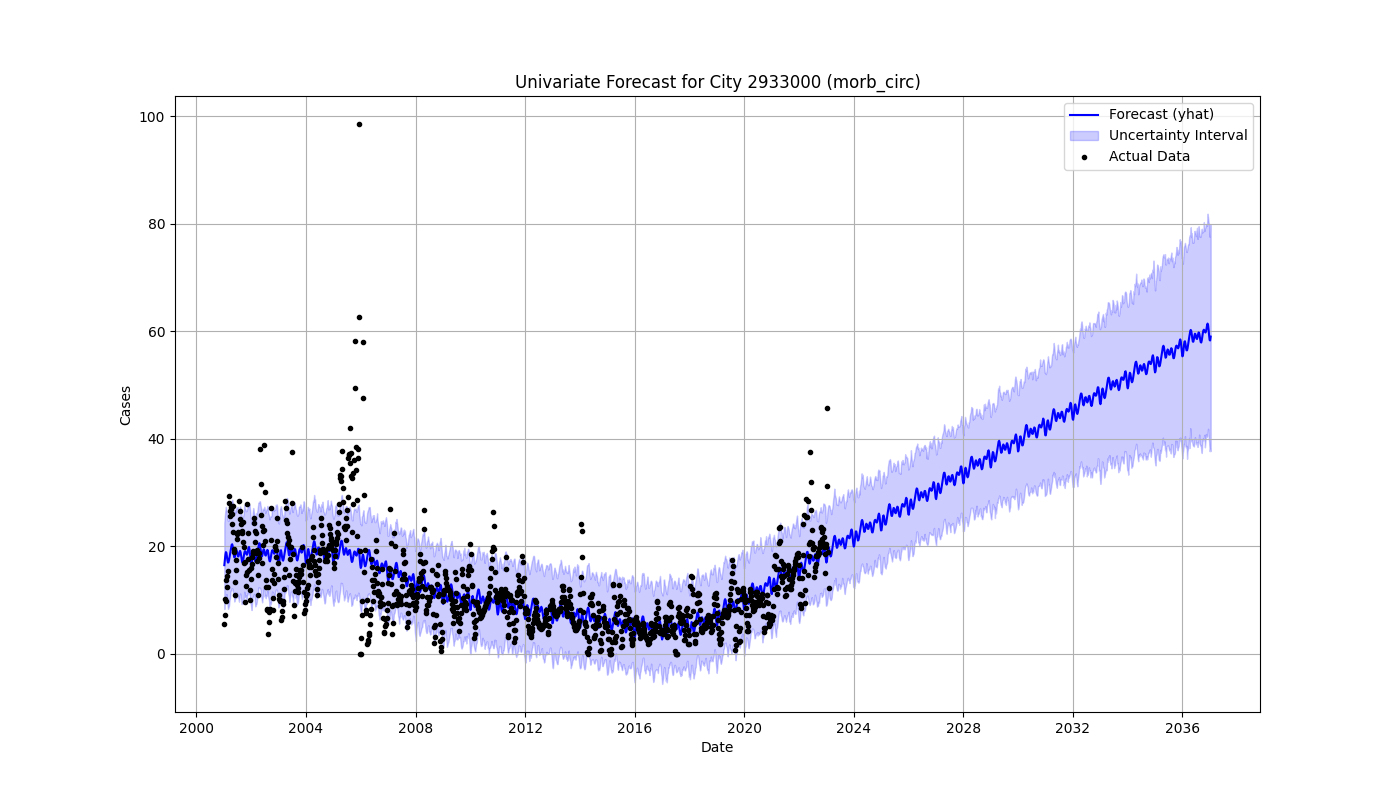 Univariate Forecast for City 2933000 (morb_circ)
Forecast (yhat)
Uncertainty Interval
Actual Data
100
80
60
40
20
0
Cases
2000 2004 2008 2012 2016 2020 2024 2028 2032 2036
Date